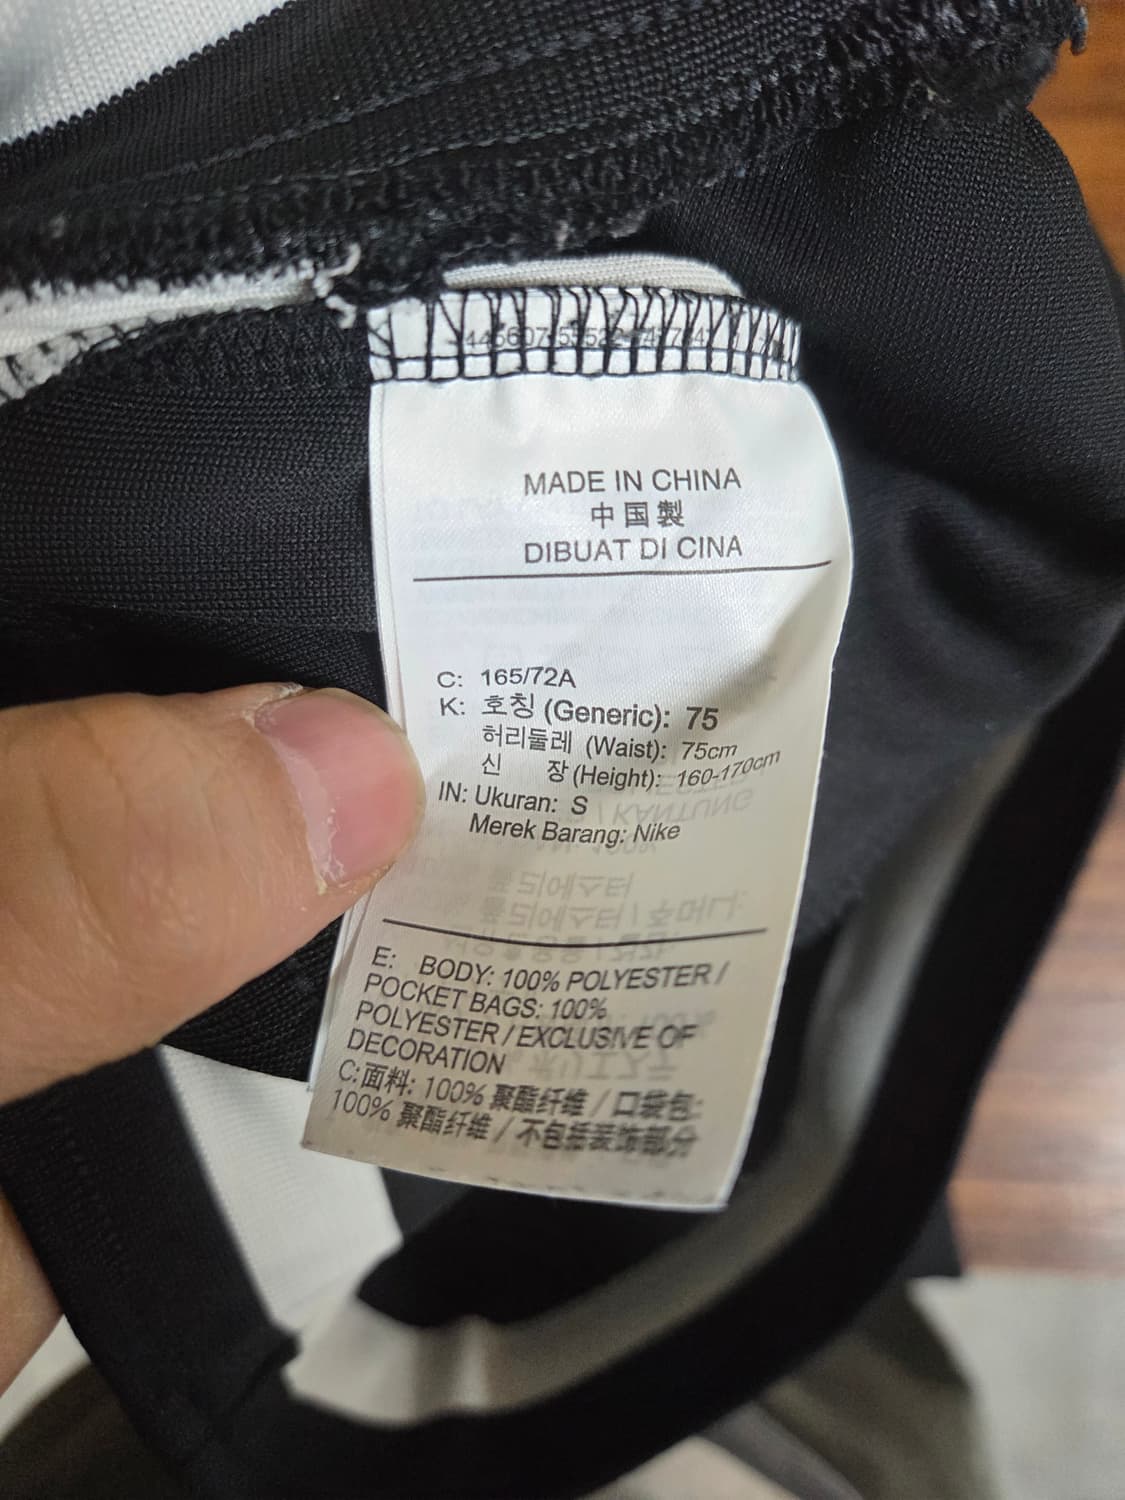 MADE IN CHINA
中国製
DIBUAT DI CINA
C: 165/72A
K: 호칭 (Generic): 75
허리둘레 (Waist): 75cm
신 장 (Height): 160-170cm
IN: Ukuran: S
Merek Barang: Nike
E: BODY: 100% POLYESTER /
POCKET BAGS: 100%
POLYESTER / EXCLUSIVE OF
DECORATION
C: 面料: 100% 聚酯纤维 / 口袋包:
100% 聚酯纤维 / 不包括装饰部分